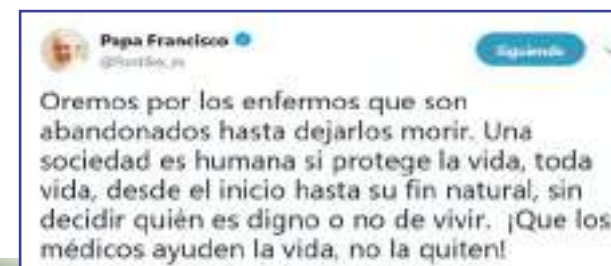 Papa Francisco
@Pontifex_es
Siguiendo
Oremos por los enfermos que son
abandonados hasta dejarlos morir. Una
sociedad es humana si protege la vida, toda
vida, desde el inicio hasta su fin natural, sin
decidir quién es digno o no de vivir. ¡Que los
médicos ayuden la vida, no la quiten!